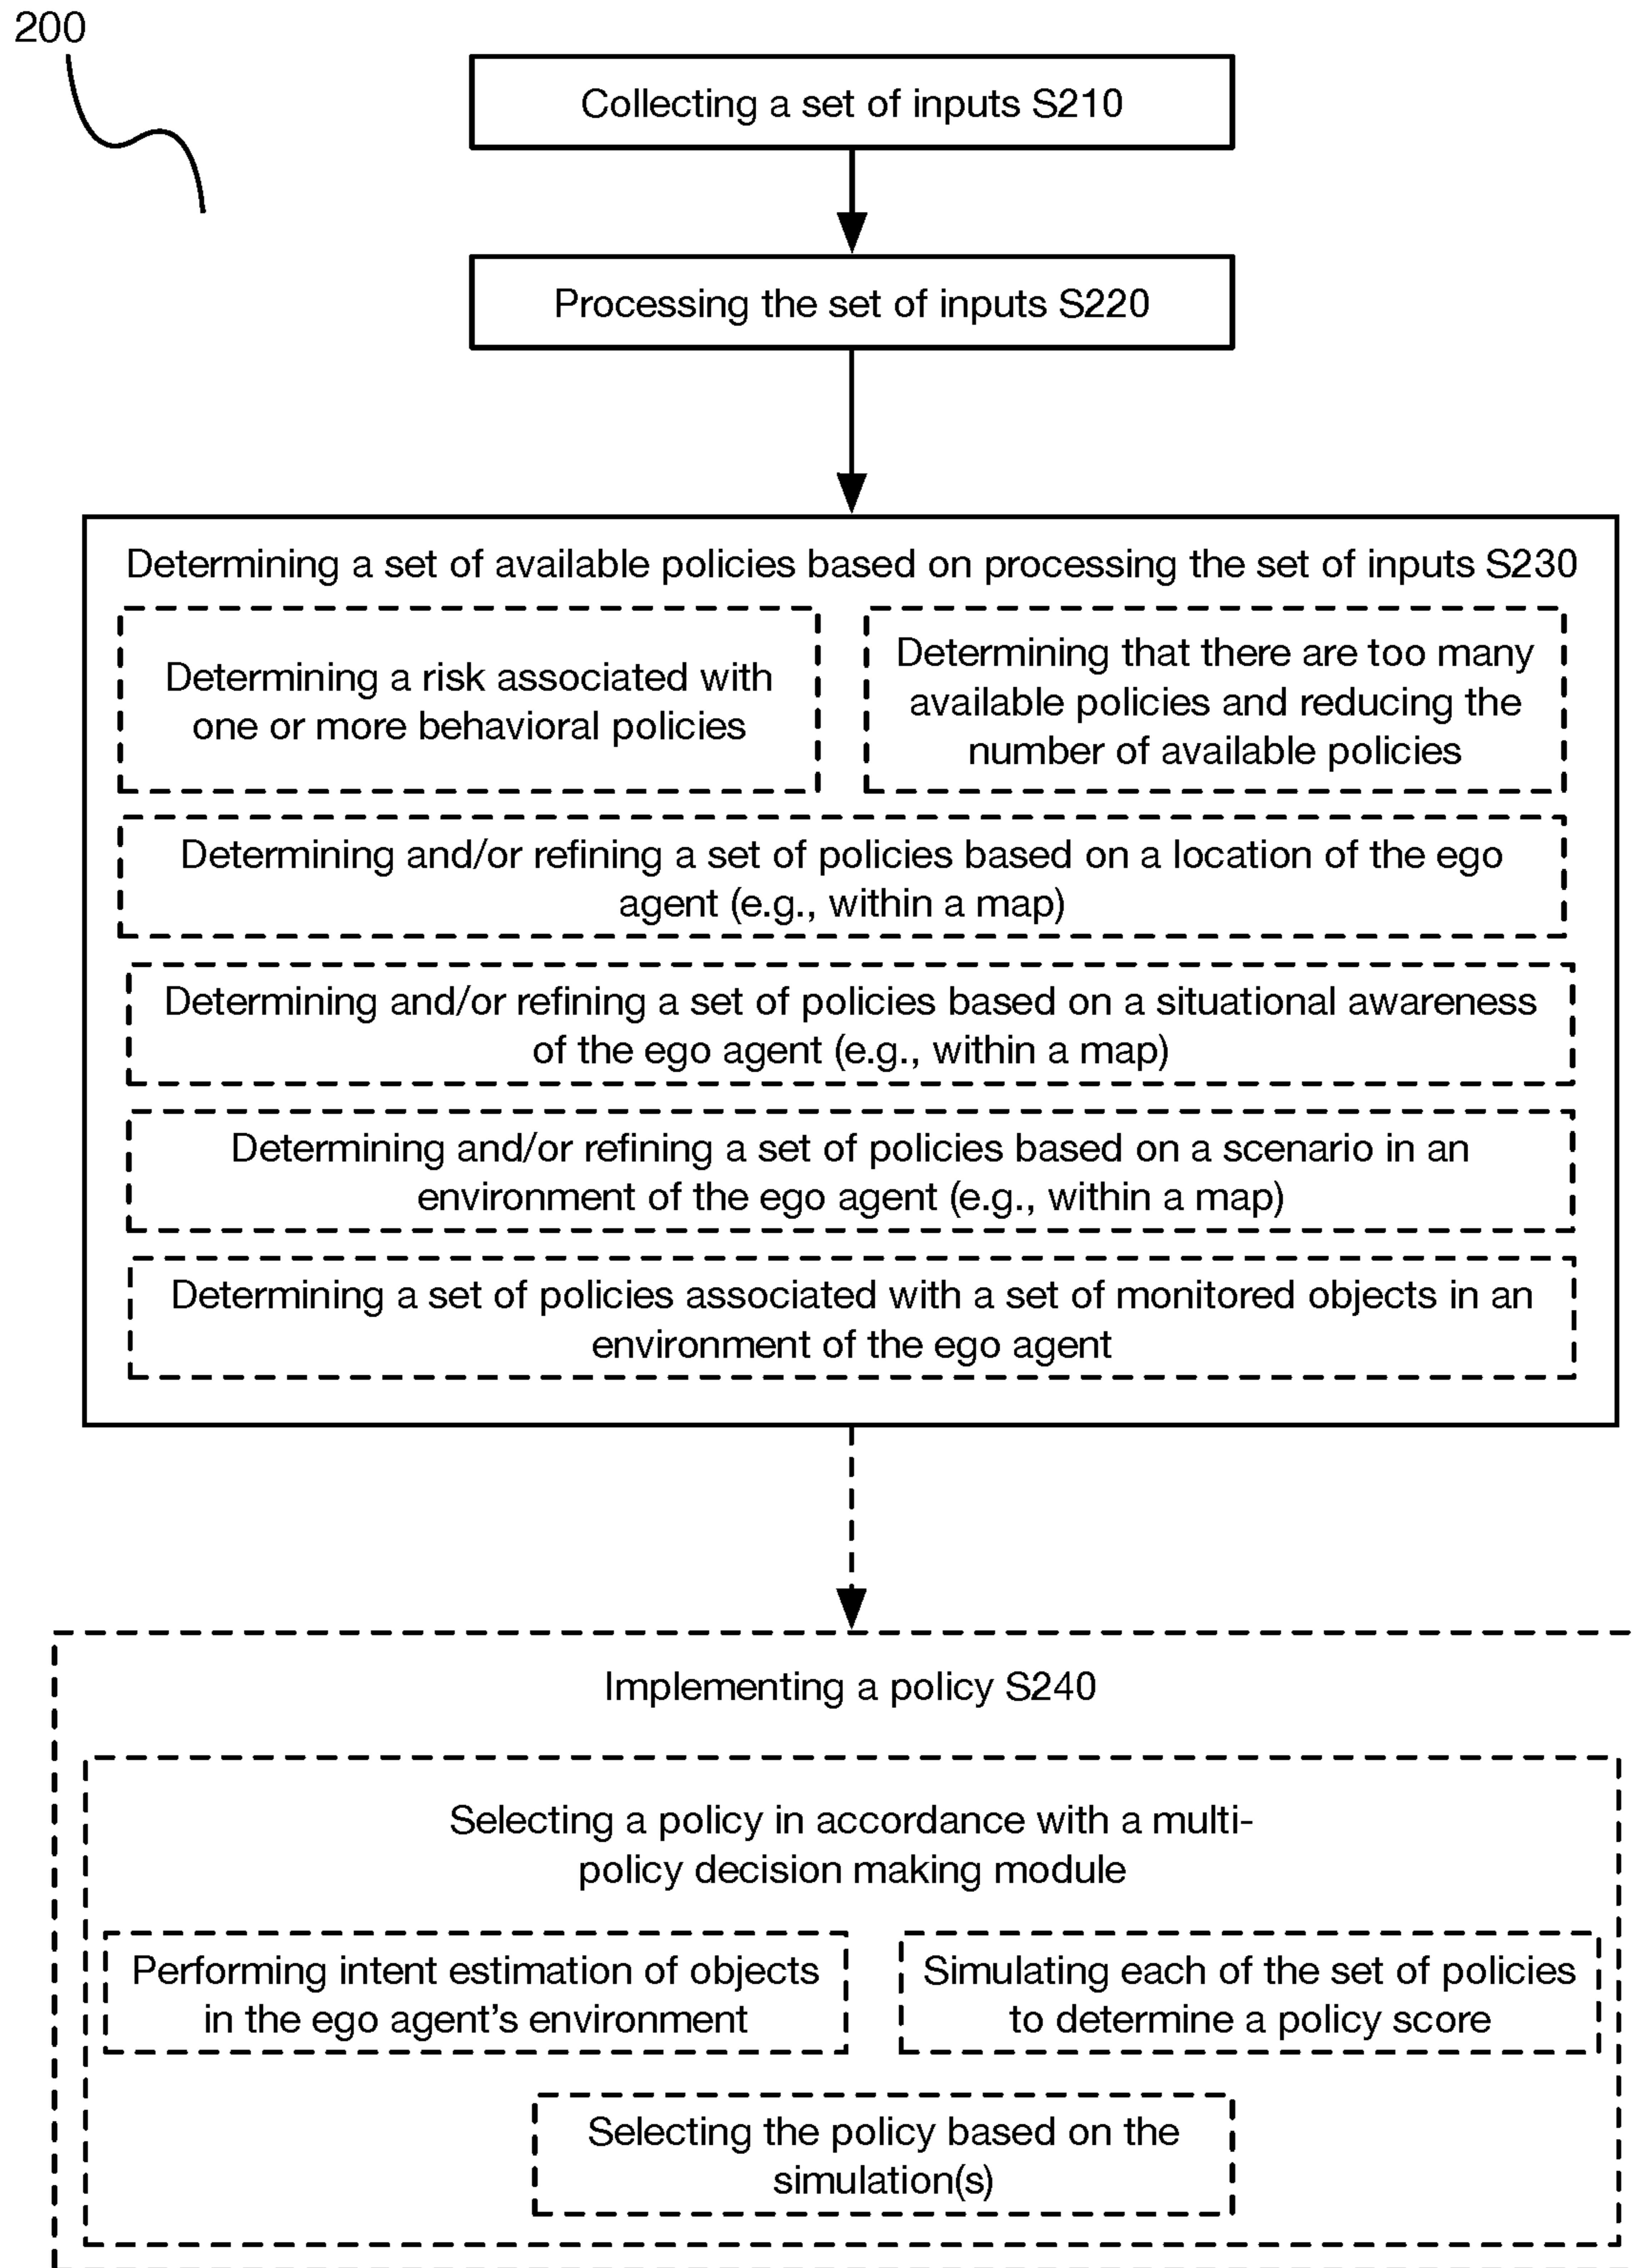 200
Collecting a set of inputs S210
Processing the set of inputs S220
Determining a set of available policies based on processing the set of inputs S230
Determining a risk associated with
one or more behavioral policies
Determining that there are too many
available policies and reducing the
number of available policies
Determining and/or refining a set of policies based on a location of the ego
agent (e.g., within a map)
Determining and/or refining a set of policies based on a situational awareness
of the ego agent (e.g., within a map)
Determining and/or refining a set of policies based on a scenario in an
environment of the ego agent (e.g., within a map)
Determining a set of policies associated with a set of monitored objects in an
environment of the ego agent
Implementing a policy S240
Selecting a policy in accordance with a multi-
policy decision making module
Performing intent estimation of objects
in the ego agent’s environment
Simulating each of the set of policies
to determine a policy score
Selecting the policy based on the
simulation(s)